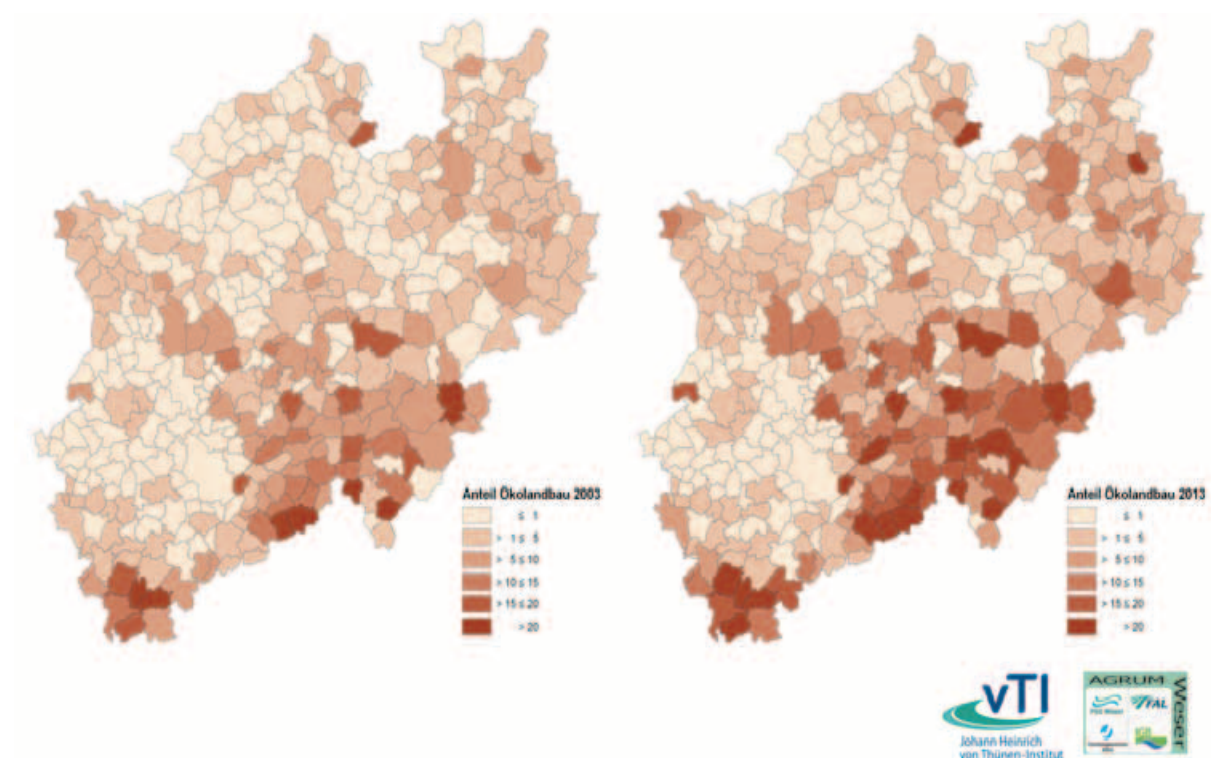 Anteil Ökolandbau 2003
≤ 1
> 1 ≤ 5
> 5 ≤ 10
> 10 ≤ 15
> 15 ≤ 20
> 20
Anteil Ökolandbau 2013
≤ 1
> 1 ≤ 5
> 5 ≤ 10
> 10 ≤ 15
> 15 ≤ 20
> 20
vTI
Johann Heinrich
von Thünen-Institut
AGRUM
Weser
FAL